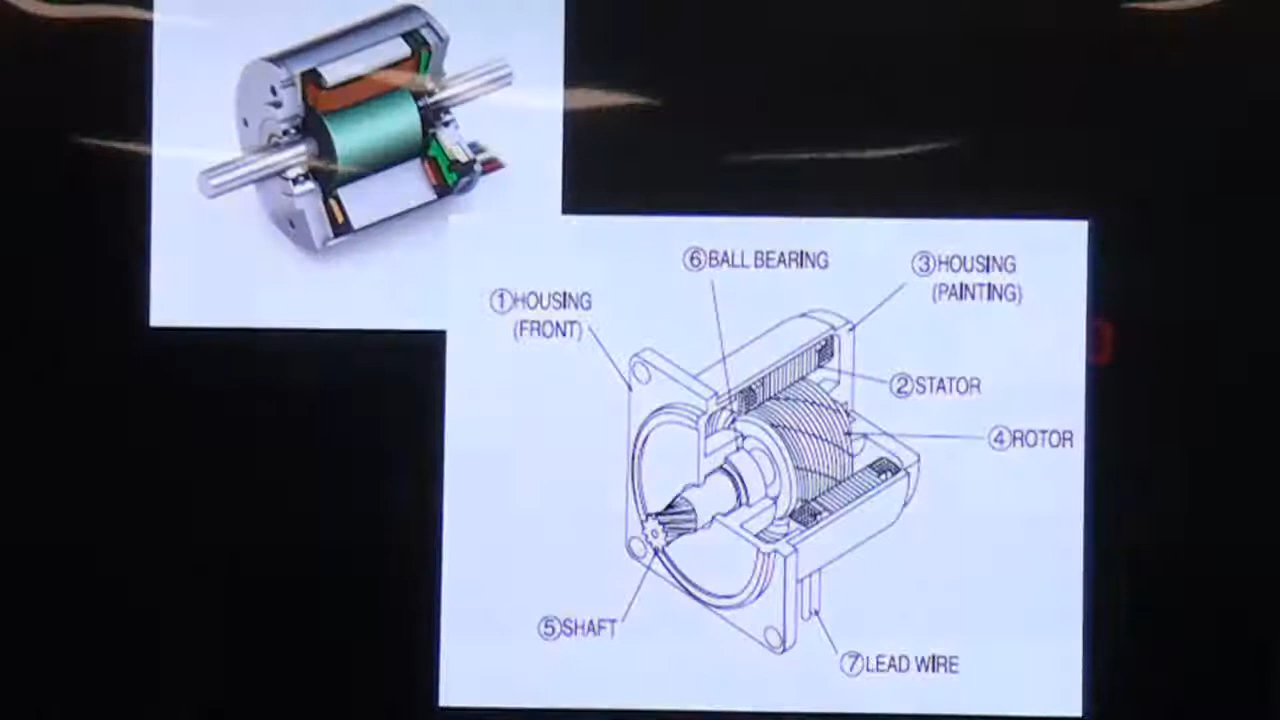 ⑥BALL BEARING
③HOUSING
(PAINTING)
①HOUSING
(FRONT)
②STATOR
④ROTOR
⑤SHAFT
⑦LEAD WIRE